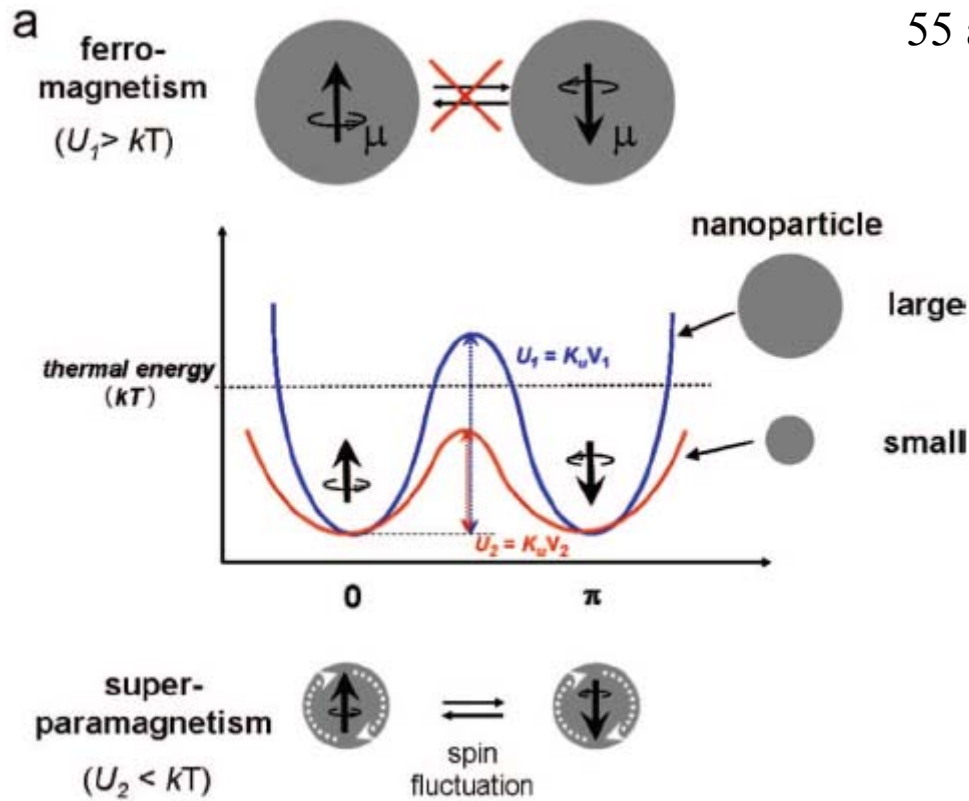 a
55 a
ferro-
magnetism
(U₁> kT)
μ
μ
nanoparticle
large
small
thermal energy
(kT)
U₁ = KᵤV₁
U₂ = KᵤV₂
0
π
super-
paramagnetism
(U₂ < kT)
spin
fluctuation